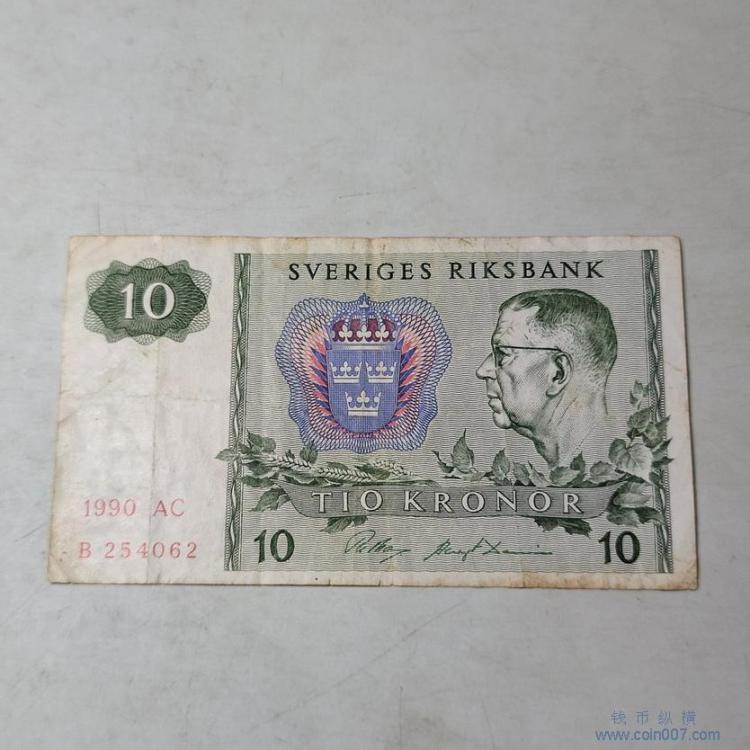 SVERIGES RIKSBANK
10
TIO KRONOR
1990 AC
B 254062
10
10
钱币纵横
www.coin007.com